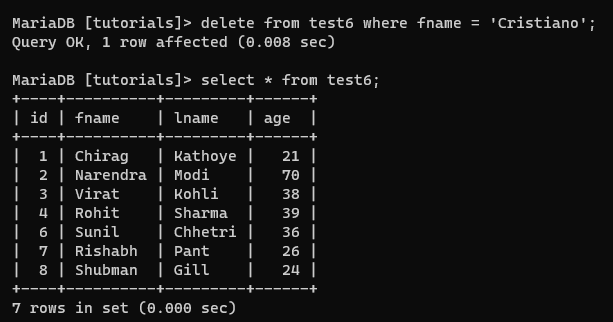 MariaDB [tutorials]> delete from test6 where fname = 'Cristiano';
Query OK, 1 row affected (0.008 sec)
MariaDB [tutorials]> select * from test6;
+----+----------+---------+------+
| id | fname    | lname   | age  |
+----+----------+---------+------+
|  1 | Chirag   | Kathoye |   21 |
|  2 | Narendra | Modi    |   70 |
|  3 | Virat    | Kohli   |   38 |
|  4 | Rohit    | Sharma  |   39 |
|  6 | Sunil    | Chhetri |   36 |
|  7 | Rishabh  | Pant    |   26 |
|  8 | Shubman  | Gill    |   24 |
+----+----------+---------+------+
7 rows in set (0.000 sec)